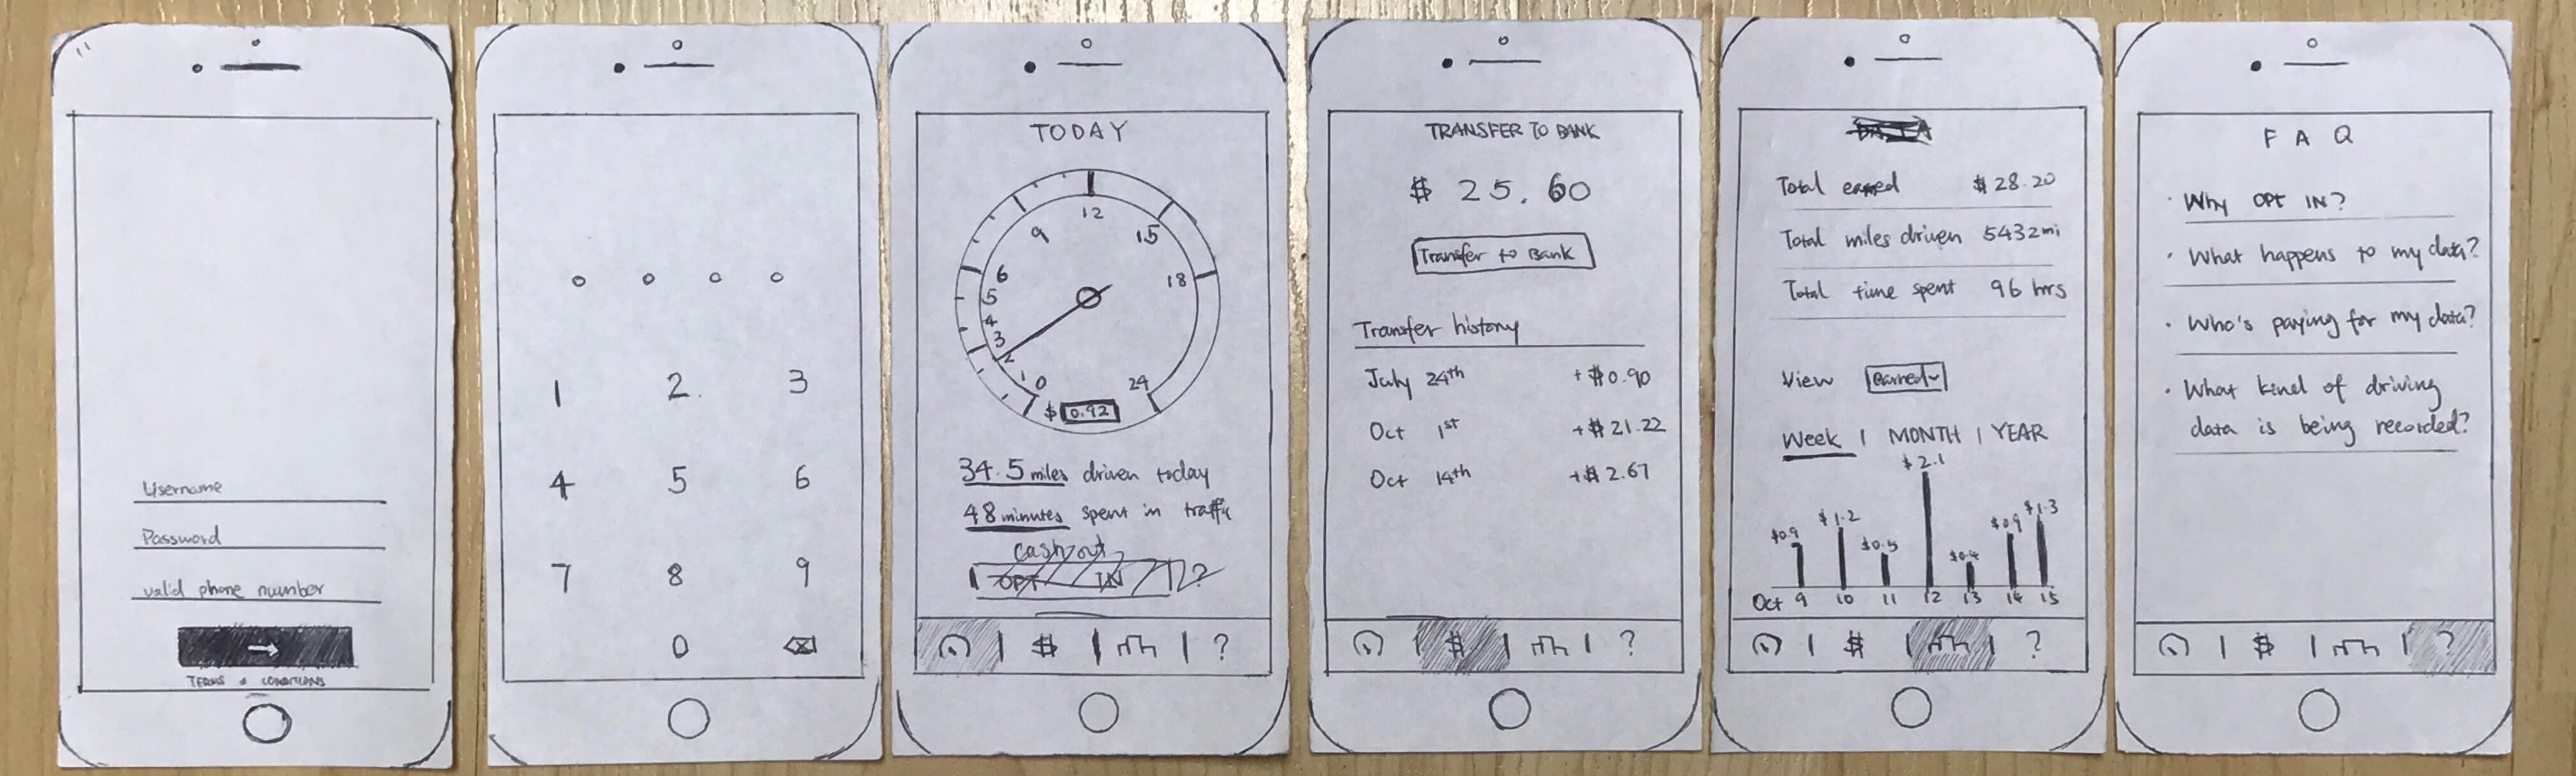 Username
Password
valid phone number
→
TERMS & CONDITIONS
1 2. 3
4 5 6
7 8 9
0
TODAY
12
9 15
6 18
5
4
3
2
1
0 24
$ 0.92
34.5 miles driven today
48 minutes spent in traffic
cash out
OPT IN ?
$ ?
TRANSFER TO BANK
$ 25.60
Transfer to Bank
Transfer history
July 24th +$0.90
Oct 1st +$21.22
Oct 14th +$2.67
$ ?
DATA
Total earned $28.20
Total miles driven 5432mi
Total time spent 96 hrs
View earned
Week | MONTH | YEAR
$2.1
$0.9 $1.2 $0.5 $0.4 $0.9 $1.3
Oct 9 10 11 12 13 14 15
$ ?
FAQ
· Why OPT IN?
· What happens to my data?
· Who's paying for my data?
· What kind of driving
data is being recorded?
$ ?